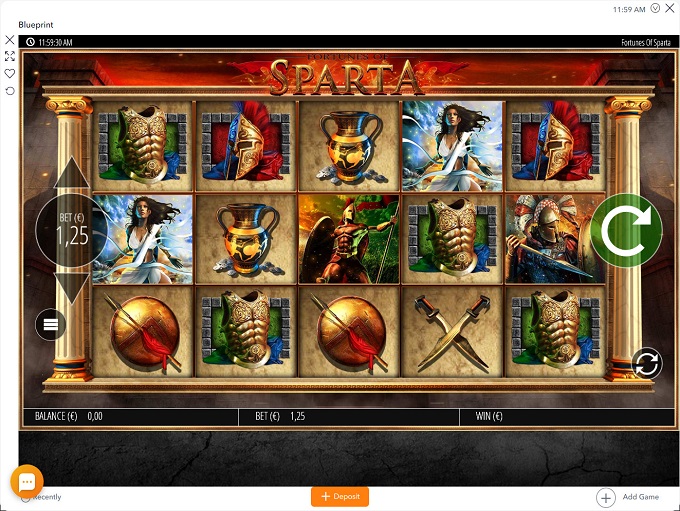 11:59 AM
Blueprint
11:59:30 AM
Fortunes Of Sparta
FORTUNES OF
SPARTA
BET (€)
1,25
BALANCE (€) 0,00
BET (€) 1,25
WIN (€)
Recently
Deposit
Add Game